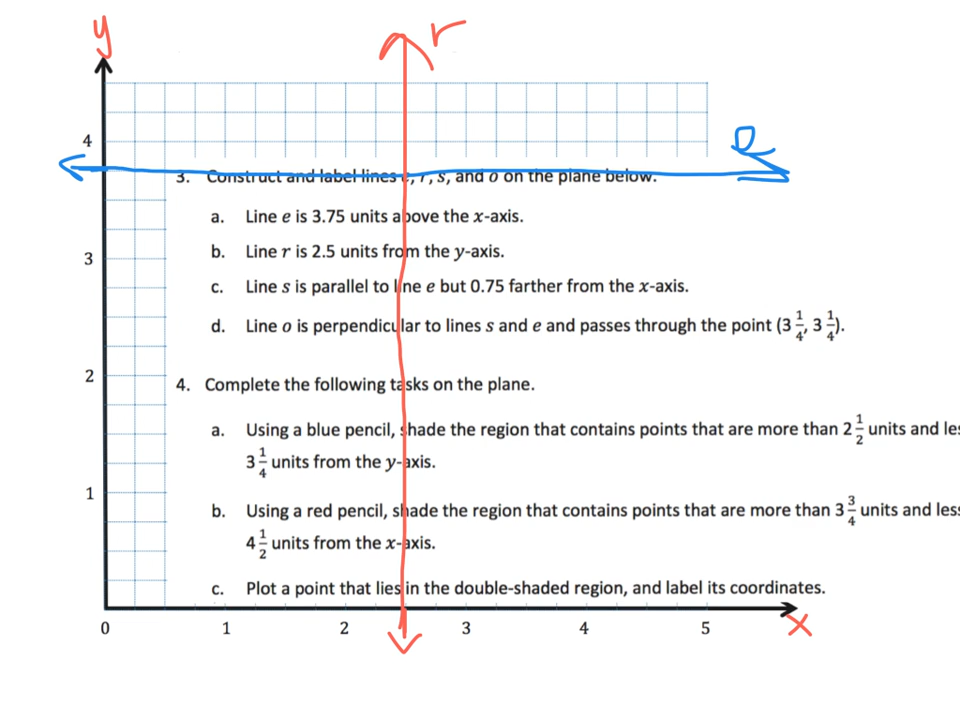 y
r
4
e
3. Construct and label lines e, r, s, and o on the plane below.
a. Line e is 3.75 units above the x-axis.
b. Line r is 2.5 units from the y-axis.
3
c. Line s is parallel to line e but 0.75 farther from the x-axis.
d. Line o is perpendicular to lines s and e and passes through the point (3 1/4, 3 1/4).
2
4. Complete the following tasks on the plane.
a. Using a blue pencil, shade the region that contains points that are more than 2 1/2 units and les
3 1/4 units from the y-axis.
1
b. Using a red pencil, shade the region that contains points that are more than 3 3/4 units and les
4 1/2 units from the x-axis.
c. Plot a point that lies in the double-shaded region, and label its coordinates.
0 1 2 3 4 5 x